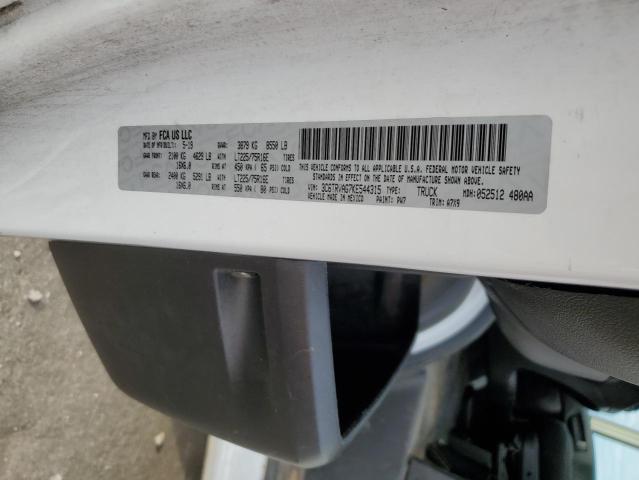 MFD BY FCA US LLC
DATE OF MFR/BUILT: 5-19 GVWR: 3879 KG 8550 LB
GAWR FRONT: 2100 KG 4629 LB WITH LT225/75R16E TIRES
16X6.0 RIMS AT 450 KPA ( 65 PSI) COLD
GAWR REAR: 2400 KG 5291 LB WITH LT225/75R16E TIRES
16X6.0 RIMS AT 550 KPA ( 80 PSI) COLD
THIS VEHICLE CONFORMS TO ALL APPLICABLE U.S.A. FEDERAL MOTOR VEHICLE SAFETY
STANDARDS IN EFFECT ON THE DATE OF MANUFACTURE SHOWN ABOVE.
VIN: 3C6TRVAG7KE544315 TYPE: TRUCK MDH: 052512 480AA
VEHICLE MADE IN MEXICO PAINT: PW7 TRIM: A7X9